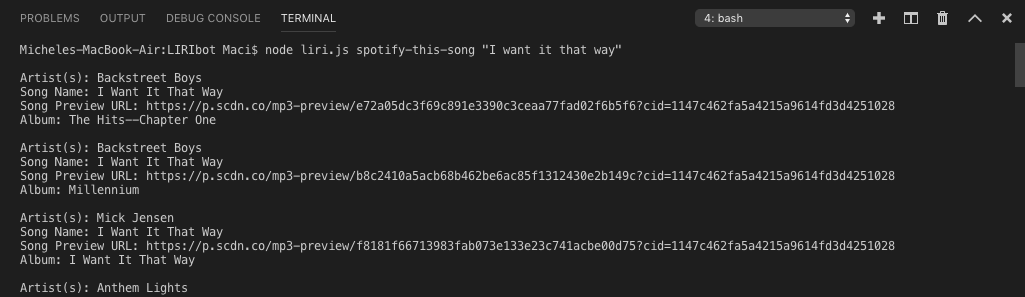 PROBLEMS OUTPUT DEBUG CONSOLE TERMINAL 4: bash
Micheles-MacBook-Air:LIRIbot Maci$ node liri.js spotify-this-song "I want it that way"
Artist(s): Backstreet Boys
Song Name: I Want It That Way
Song Preview URL: https://p.scdn.co/mp3-preview/e72a05dc3f69c891e3390c3ceaa77fad02f6b5f6?cid=1147c462fa5a4215a9614fd3d4251028
Album: The Hits--Chapter One
Artist(s): Backstreet Boys
Song Name: I Want It That Way
Song Preview URL: https://p.scdn.co/mp3-preview/b8c2410a5acb68b462be6ac85f1312430e2b149c?cid=1147c462fa5a4215a9614fd3d4251028
Album: Millennium
Artist(s): Mick Jensen
Song Name: I Want It That Way
Song Preview URL: https://p.scdn.co/mp3-preview/f8181f66713983fab073e133e23c741acbe00d75?cid=1147c462fa5a4215a9614fd3d4251028
Album: I Want It That Way
Artist(s): Anthem Lights